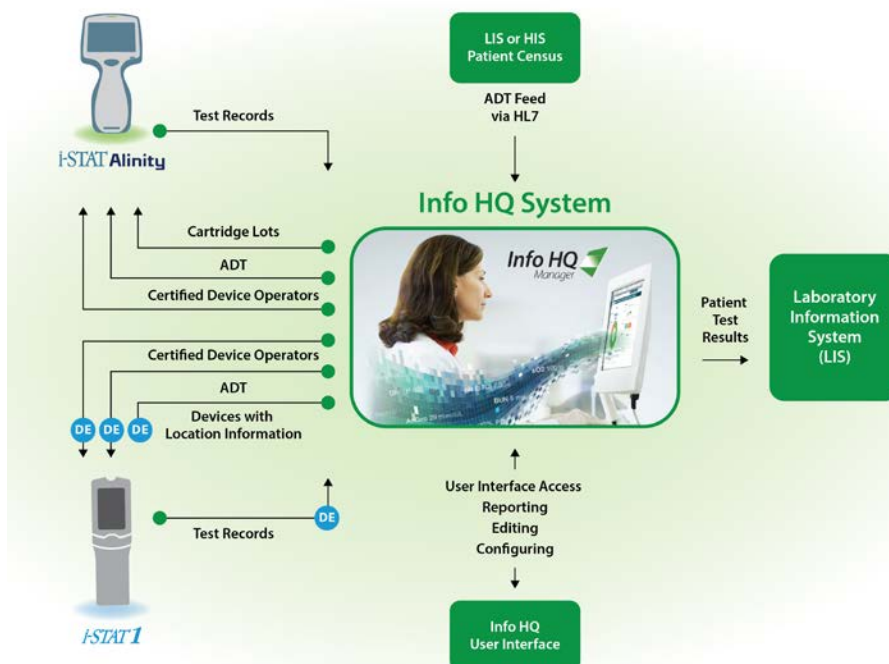 LIS or HIS
Patient Census
ADT Feed
via HL7
Test Records
i-STAT Alinity
Info HQ System
Cartridge Lots
ADT
Certified Device Operators
Info HQ
Manager
Patient
Test
Results
Laboratory
Information
System
(LIS)
Certified Device Operators
ADT
Devices with
Location Information
DE DE DE
User Interface Access
Reporting
Editing
Configuring
DE
Test Records
i-STAT 1
Info HQ
User Interface